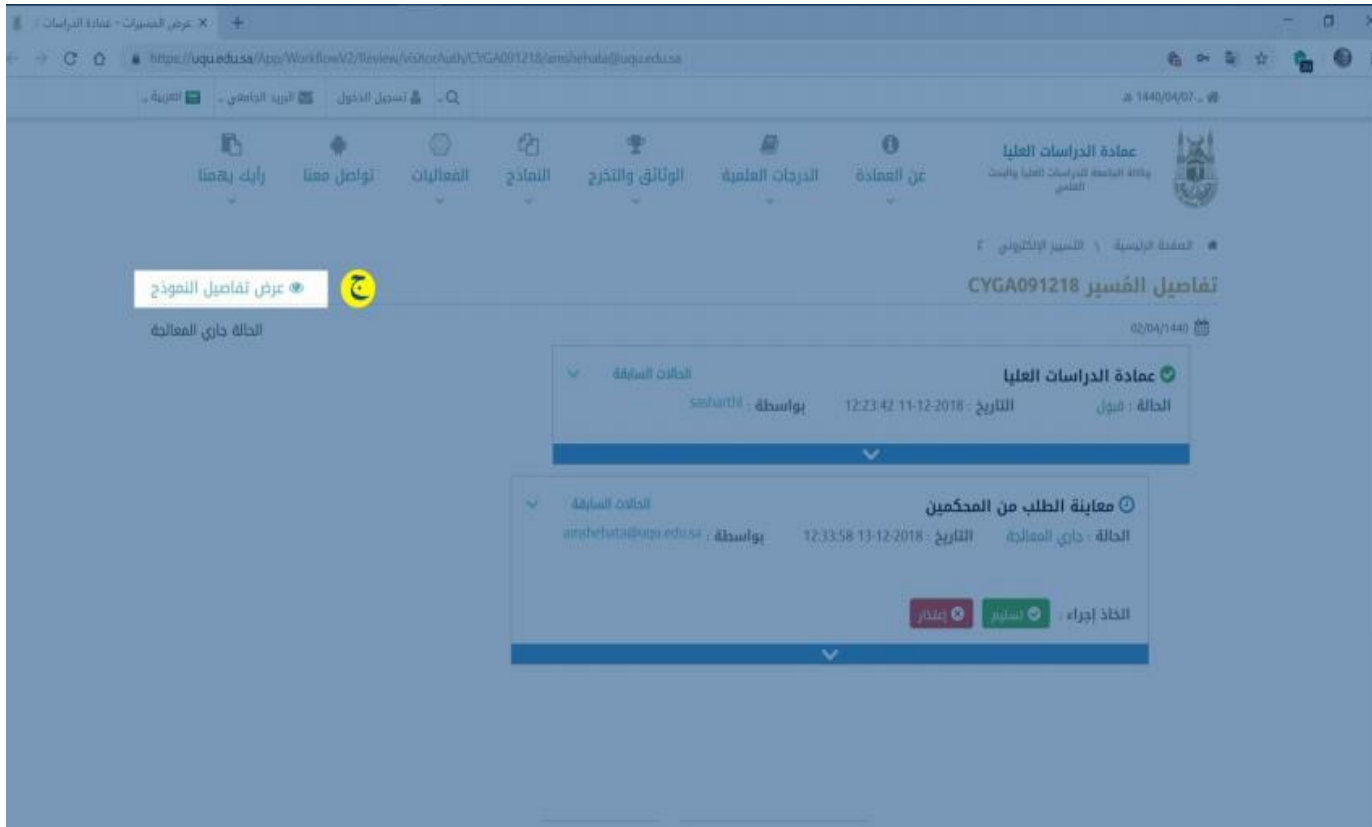 عرض المسيرات - عمادة الدراسات
https://uqu.edu.sa/App/WorkflowV2/Review/visitorAuth/CYGA091218/amshehata@uqu.edu.sa
1440/04/07 هـ
تسجيل الدخول البريد الجامعي العربية
عمادة الدراسات العليا
وكالة الجامعة للدراسات العليا والبحث العلمي
عن العمادة الدرجات العلمية الوثائق والتخرج النماذج الفعاليات تواصل معنا رأيك يهمنا
الصفحة الرئيسية \ التسيير الإلكتروني
تفاصيل المُسير CYGA091218
ج عرض تفاصيل النموذج
02/04/1440
الحالة جاري المعالجة
عمادة الدراسات العليا الحالات السابقة
الحالة : قبول التاريخ : 2018-12-11 12:23:42 بواسطة :
معاينة الطلب من المحكمين الحالات السابقة
الحالة : جاري المعالجة التاريخ : 2018-12-13 12:33:58 بواسطة : amshehata@uqu.edu.sa
اتخاذ إجراء : تسليم إعتذار